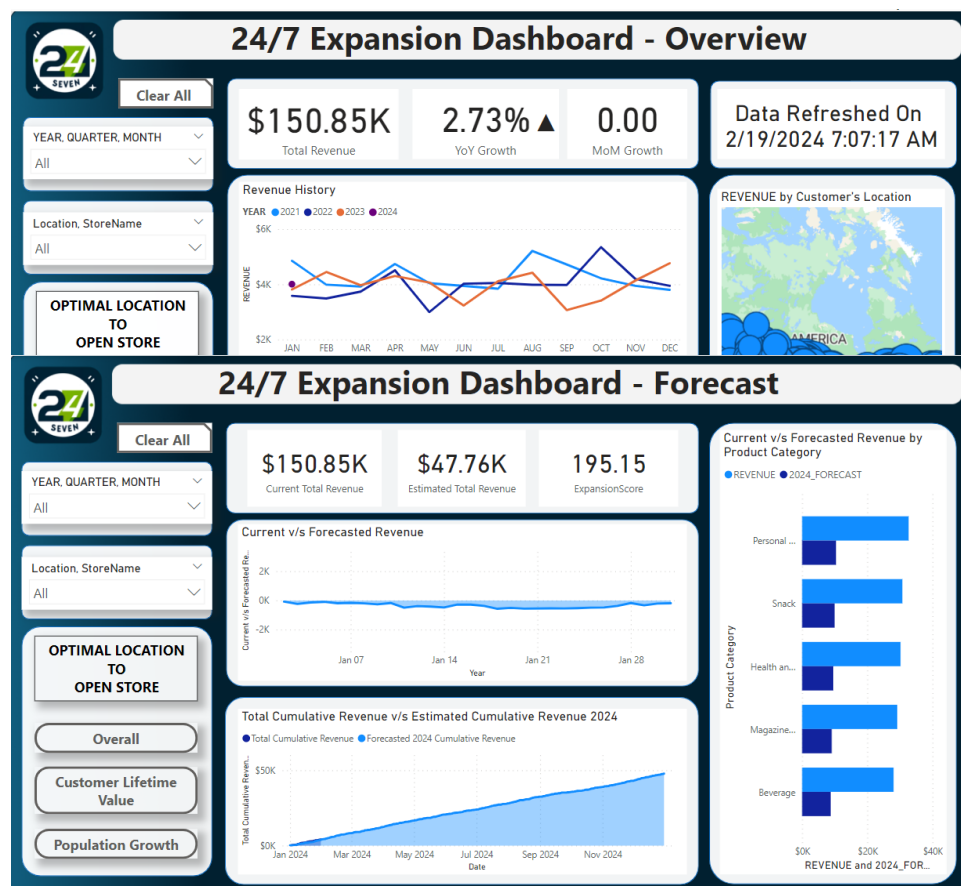 24/7 Expansion Dashboard - Overview
24
SEVEN
Clear All
YEAR, QUARTER, MONTH
All
Location, StoreName
All
OPTIMAL LOCATION
TO
OPEN STORE
$150.85K
Total Revenue
2.73% ▲
YoY Growth
0.00
MoM Growth
Data Refreshed On
2/19/2024 7:07:17 AM
Revenue History
YEAR 2021 2022 2023 2024
REVENUE
$6K
$4K
$2K
JAN FEB MAR APR MAY JUN JUL AUG SEP OCT NOV DEC
REVENUE by Customer's Location
AMERICA
24/7 Expansion Dashboard - Forecast
24
SEVEN
Clear All
YEAR, QUARTER, MONTH
All
Location, StoreName
All
OPTIMAL LOCATION
TO
OPEN STORE
Overall
Customer Lifetime
Value
Population Growth
$150.85K
Current Total Revenue
$47.76K
Estimated Total Revenue
195.15
ExpansionScore
Current v/s Forecasted Revenue
Current v/s Forecasted Re...
2K
0K
-2K
Jan 07 Jan 14 Jan 21 Jan 28
Year
Total Cumulative Revenue v/s Estimated Cumulative Revenue 2024
Total Cumulative Revenue Forecasted 2024 Cumulative Revenue
Total Cumulative Reven...
$50K
$0K
Jan 2024 Mar 2024 May 2024 Jul 2024 Sep 2024 Nov 2024
Date
Current v/s Forecasted Revenue by
Product Category
REVENUE 2024_FORECAST
Product Category
Personal ...
Snack
Health an...
Magazine...
Beverage
$0K $20K $40K
REVENUE and 2024_FOR...